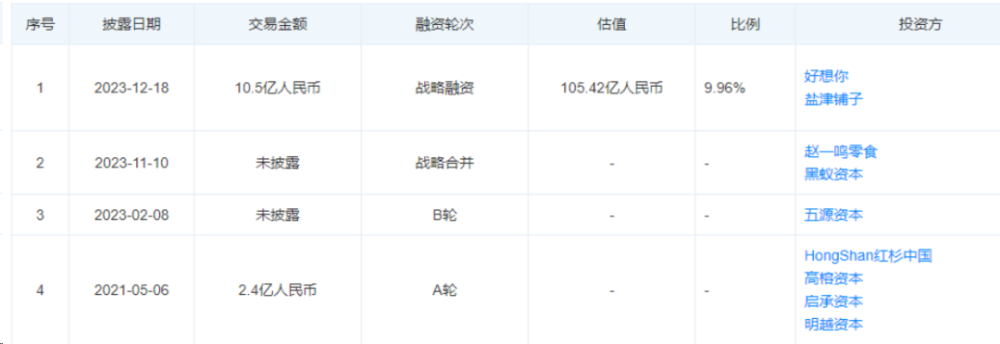 序号 披露日期 交易金额 融资轮次 估值 比例 投资方
1 2023-12-18 10.5亿人民币 战略融资 105.42亿人民币 9.96% 好想你
盐津铺子
2 2023-11-10 未披露 战略合并 - - 赵一鸣零食
黑蚁资本
3 2023-02-08 未披露 B轮 - - 五源资本
4 2021-05-06 2.4亿人民币 A轮 - - HongShan红杉中国
高榕资本
启承资本
明越资本